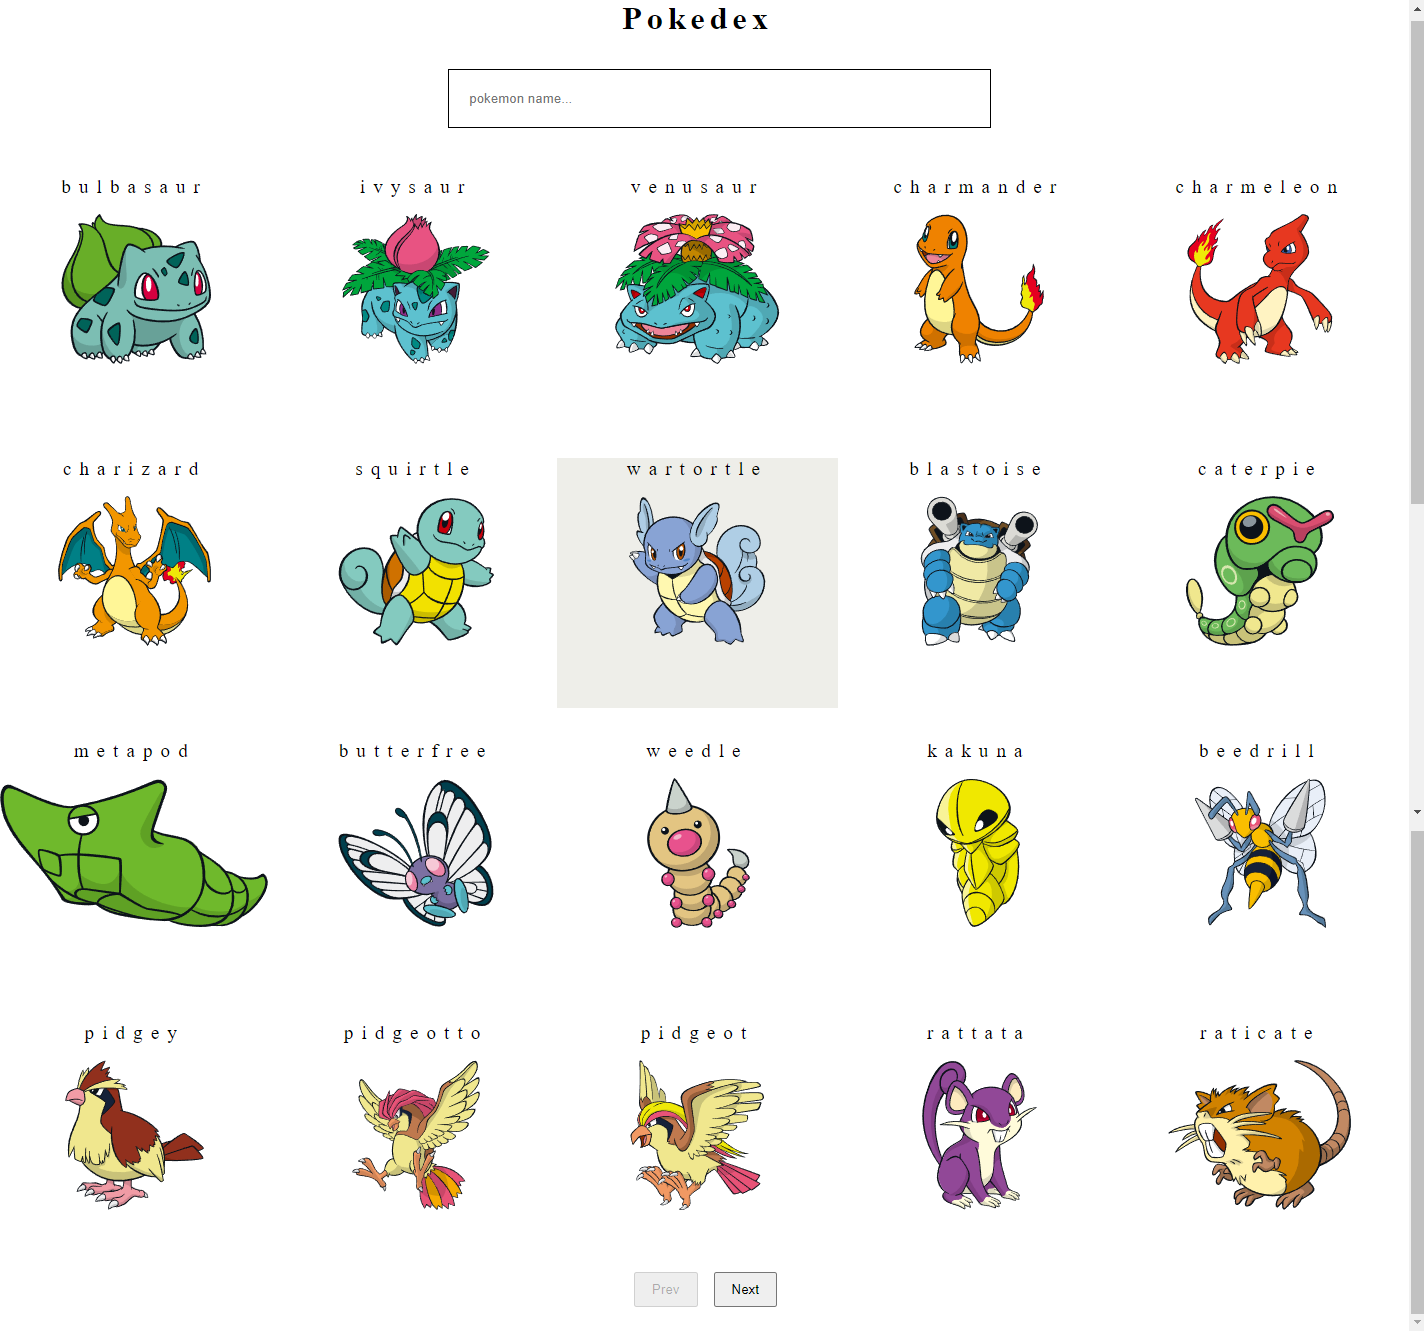 Pokedex
pokemon name...
bulbasaur ivysaur venusaur charmander charmeleon
charizard squirtle wartortle blastoise caterpie
metapod butterfree weedle kakuna beedrill
pidgey pidgeotto pidgeot rattata raticate
Prev Next